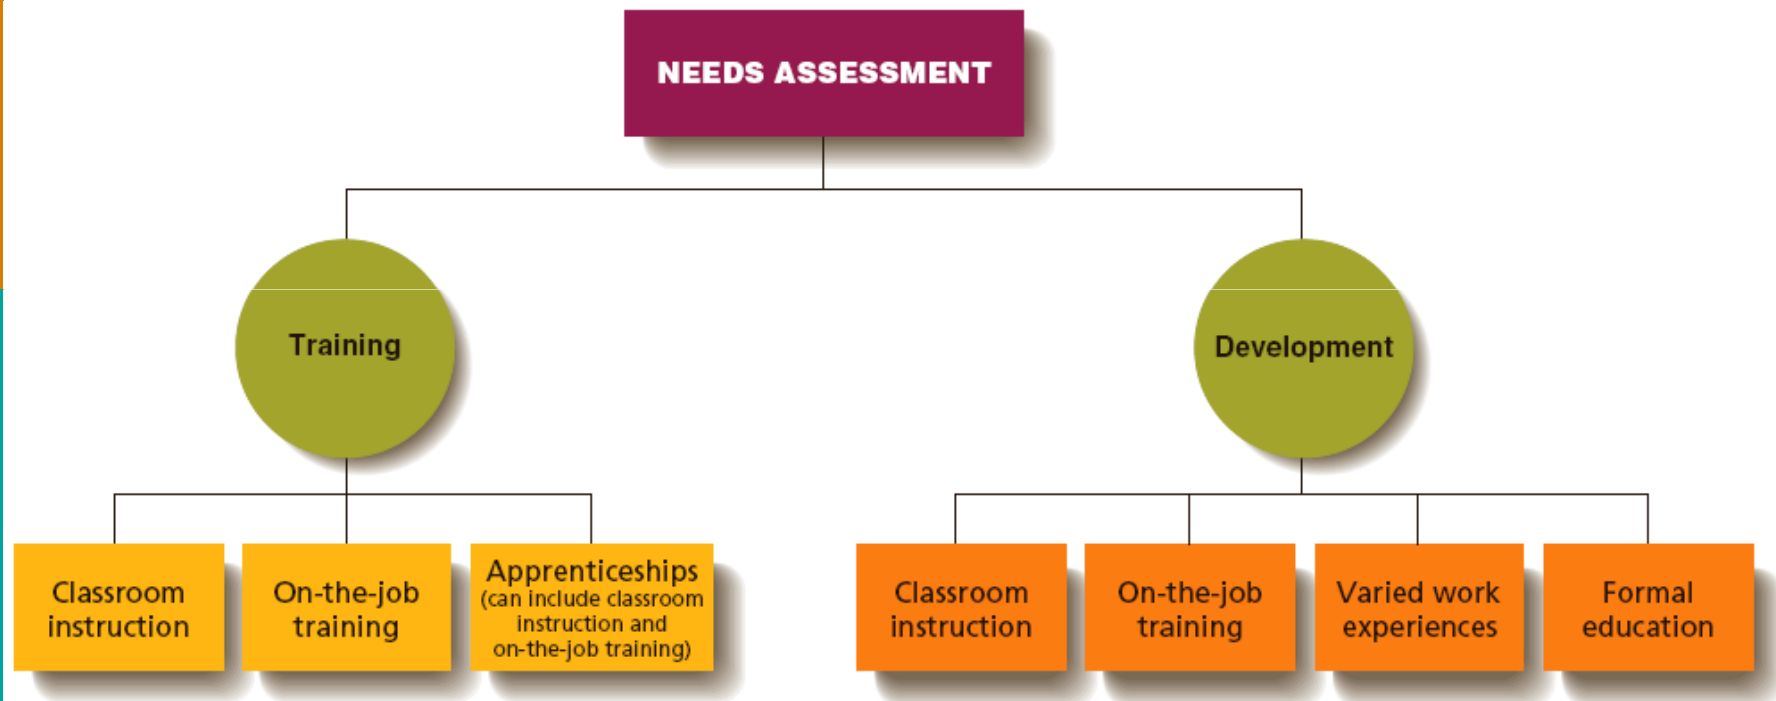 NEEDS ASSESSMENT
Training
Development
Classroom
instruction
On-the-job
training
Apprenticeships
(can include classroom
instruction and
on-the-job training)
Classroom
instruction
On-the-job
training
Varied work
experiences
Formal
education